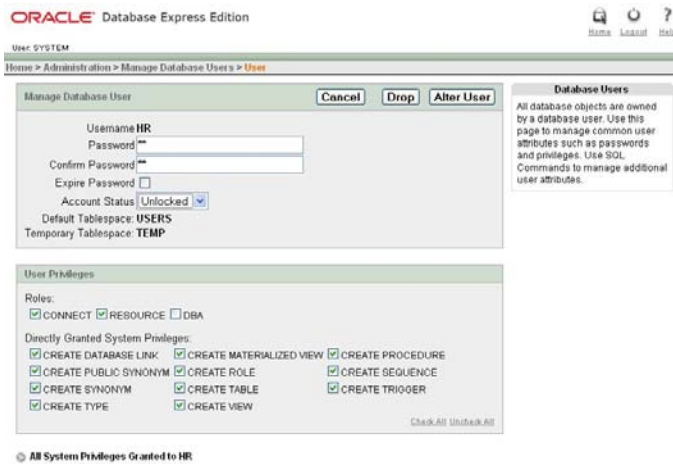 ORACLE® Database Express Edition
Home Logout Help
User: SYSTEM
Home > Administration > Manage Database Users > User
Manage Database User
Cancel Drop Alter User
Username HR
Password **
Confirm Password **
Expire Password
Account Status Unlocked
Default Tablespace: USERS
Temporary Tablespace: TEMP
Database Users
All database objects are owned
by a database user. Use this
page to manage common user
attributes such as passwords
and privileges. Use SQL
Commands to manage additional
user attributes.
User Privileges
Roles:
CONNECT RESOURCE DBA
Directly Granted System Privileges:
CREATE DATABASE LINK CREATE MATERIALIZED VIEW CREATE PROCEDURE
CREATE PUBLIC SYNONYM CREATE ROLE CREATE SEQUENCE
CREATE SYNONYM CREATE TABLE CREATE TRIGGER
CREATE TYPE CREATE VIEW
Check All Uncheck All
All System Privileges Granted to HR